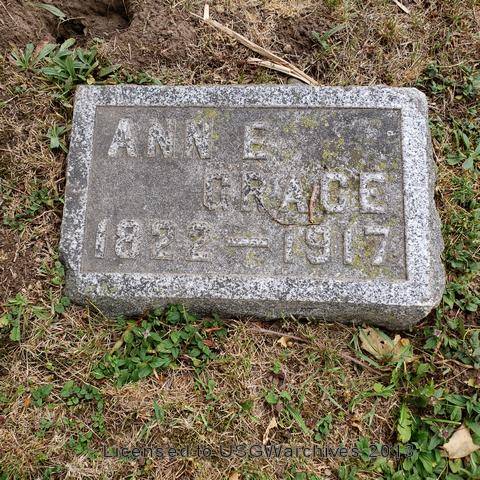 ANN E
GRACE
1822 — 1917
Licensed to USGWarchives 2013